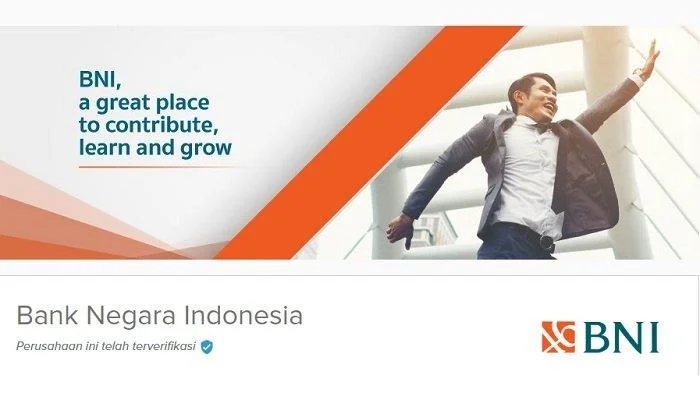 BNI,
a great place
to contribute,
learn and grow
Bank Negara Indonesia
Perusahaan ini telah terverifikasi
BNI